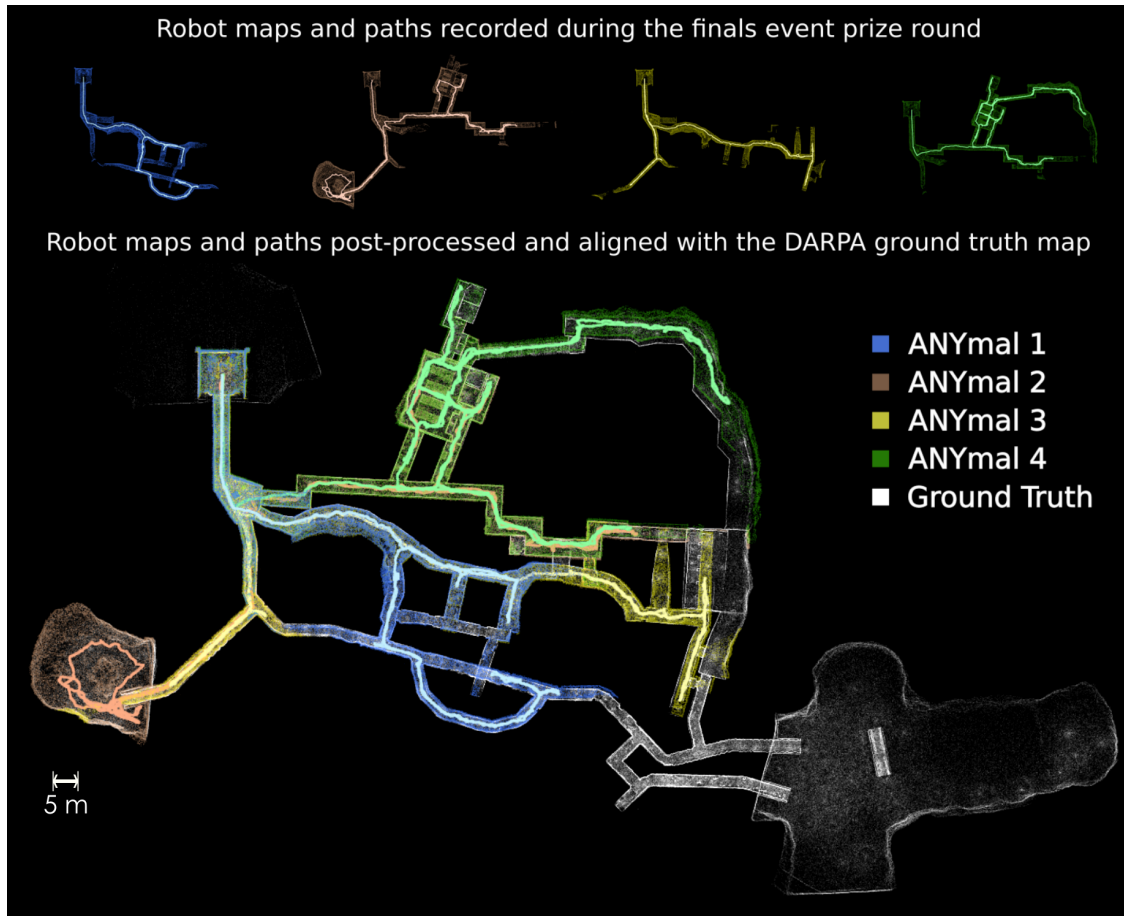 Robot maps and paths recorded during the finals event prize round
Robot maps and paths post-processed and aligned with the DARPA ground truth map
ANYmal 1
ANYmal 2
ANYmal 3
ANYmal 4
Ground Truth
5 m